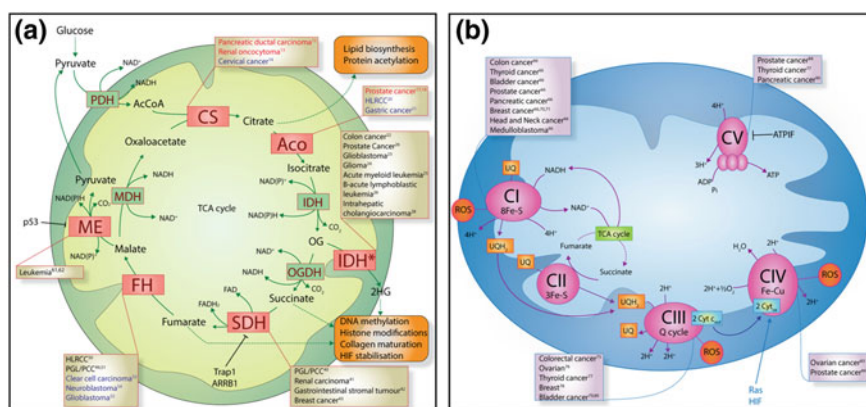 (a)
Glucose
Pyruvate
NAD⁺
NADH
PDH
AcCoA
CS
Citrate
Oxaloacetate
Pancreatic ductal carcinoma
Renal oncocytoma
Cervical cancer
Lipid biosynthesis
Protein acetylation
Prostate cancer
HLRCC
Gastric cancer
Aco
Isocitrate
NAD(P)⁺
IDH
NAD(P)H
CO₂
Colon cancer
Prostate Cancer
Glioblastoma
Glioma
Acute myeloid leukemia
B-acute lymphoblastic
leukemia
Intrahepatic
cholangiocarcinoma
TCA cycle
OG
IDH*
NAD⁺
OGDH
NADH
CO₂
2HG
Succinate
FAD
FADH₂
SDH
Fumarate
FH
Malate
MDH
NADH
NAD⁺
Pyruvate
NAD(P)H
CO₂
p53
ME
NAD(P)⁺
Leukemia
DNA methylation
Histone modifications
Collagen maturation
HIF stabilisation
Trap1
ARRB1
HLRCC
PGL/PCC
Clear cell carcinoma
Neuroblastoma
Glioblastoma
PGL/PCC
Renal carcinoma
Gastrointestinal stromal tumour
Breast cancer
(b)
Colon cancer
Thyroid cancer
Bladder cancer
Prostate cancer
Pancreatic cancer
Breast cancer
Head and Neck cancer
Medulloblastoma
Prostate cancer
Thyroid cancer
Pancreatic cancer
4H⁺
CV
ATPIF
3H⁺
ADP
Pi
ATP
UQ
NADH
CI
8Fe-S
ROS
4H⁺
NAD⁺
4H⁺
UQH₂
TCA cycle
Fumarate
Succinate
UQ
CII
3Fe-S
UQH₂
UQ
2H⁺
CIII
Q cycle
2 Cyt c
2H⁺
2H⁺
ROS
H₂O
2H⁺
CIV
Fe-Cu
2H⁺+½O₂
2 Cyt
ROS
2H⁺
Colorectal cancer
Ovarian
Thyroid cancer
Breast
Bladder cancer
Ras
HIF
Ovarian cancer
Prostate cancer